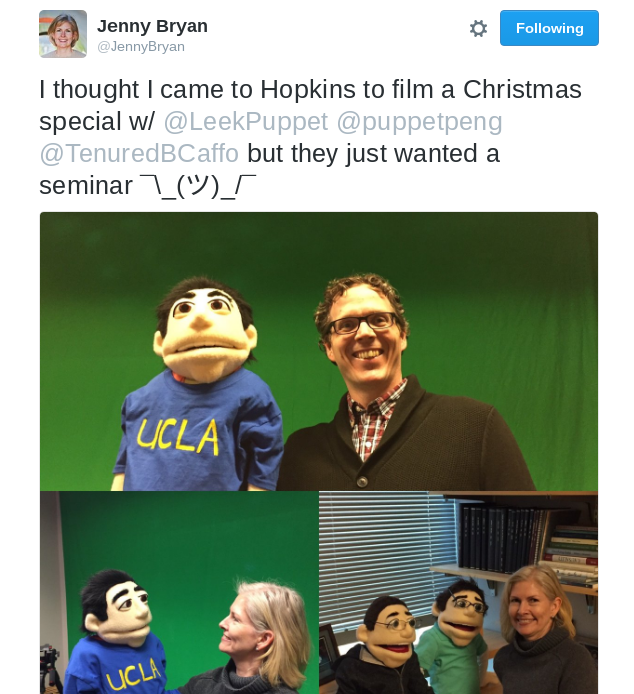 Jenny Bryan
@JennyBryan
Following
I thought I came to Hopkins to film a Christmas
special w/ @LeekPuppet @puppetpeng
@TenuredBCaffo but they just wanted a
seminar ¯\_(ツ)_/¯
UCLA
UCLA